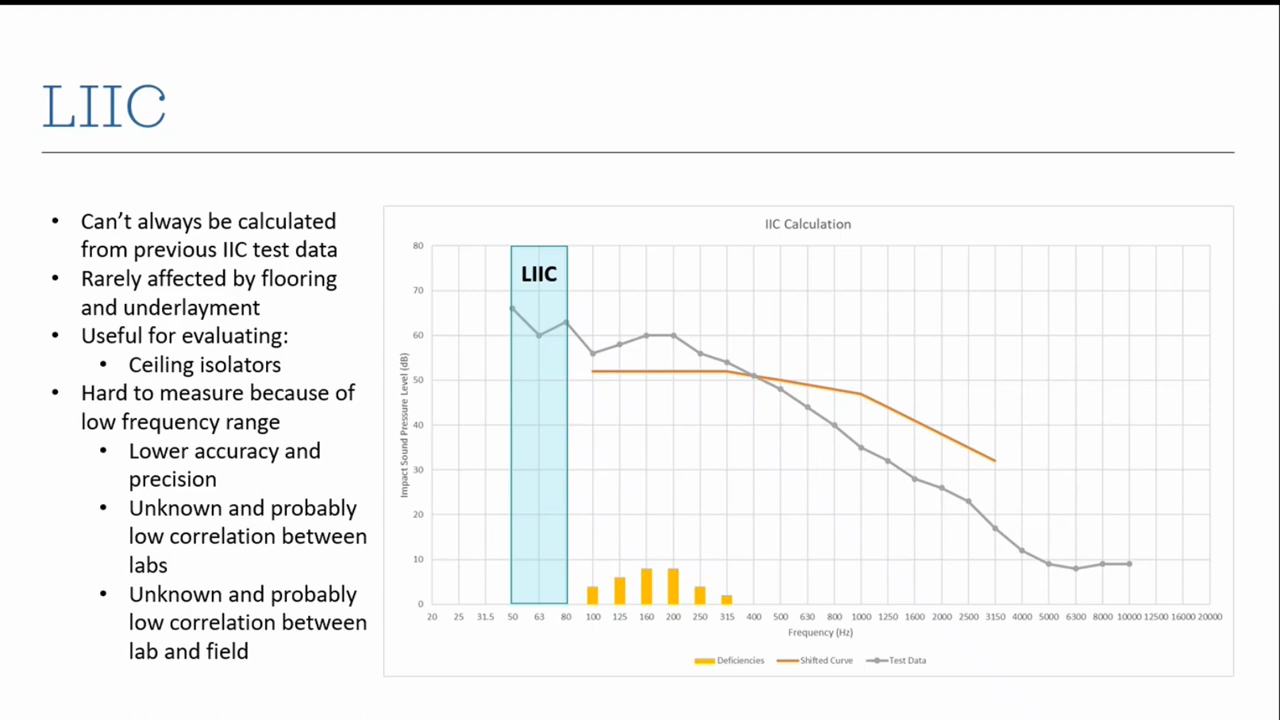 LIIC
• Can't always be calculated
from previous IIC test data
• Rarely affected by flooring
and underlayment
• Useful for evaluating:
• Ceiling isolators
• Hard to measure because of
low frequency range
• Lower accuracy and
precision
• Unknown and probably
low correlation between
labs
• Unknown and probably
low correlation between
lab and field
IIC Calculation
LIIC
Impact Sound Pressure Level (dB)
80
70
60
50
40
30
20
10
0
20 25 31.5 50 63 80 100 125 160 200 250 315 400 500 630 800 1000 1250 1600 2000 2500 3150 4000 5000 6300 8000 10000 12500 16000 20000
Frequency (Hz)
Deficiencies Shifted Curve Test Data